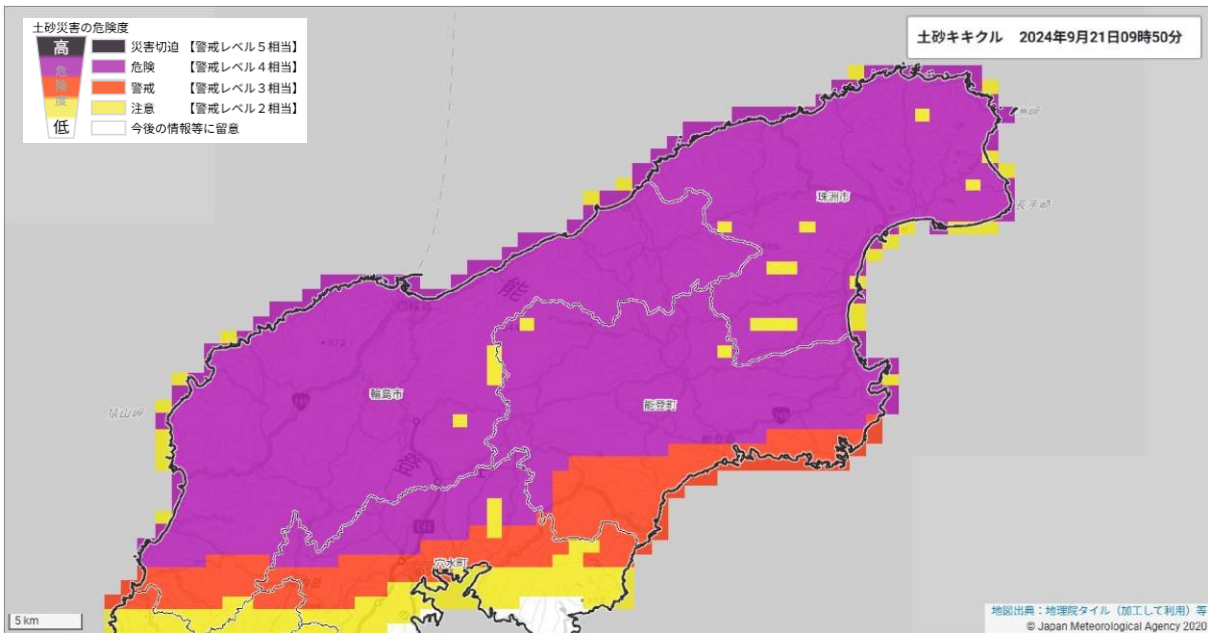 土砂災害の危険度
高
危険度
低
災害切迫 【警戒レベル５相当】
危険 【警戒レベル４相当】
警戒 【警戒レベル３相当】
注意 【警戒レベル２相当】
今後の情報等に留意
土砂キキクル 2024年9月21日09時50分
珠洲市
長手崎
能
・372
輪島市
猿山岬
能登町
穴水町
5 km
地図出典：地理院タイル（加工して利用）等
© Japan Meteorological Agency 2020